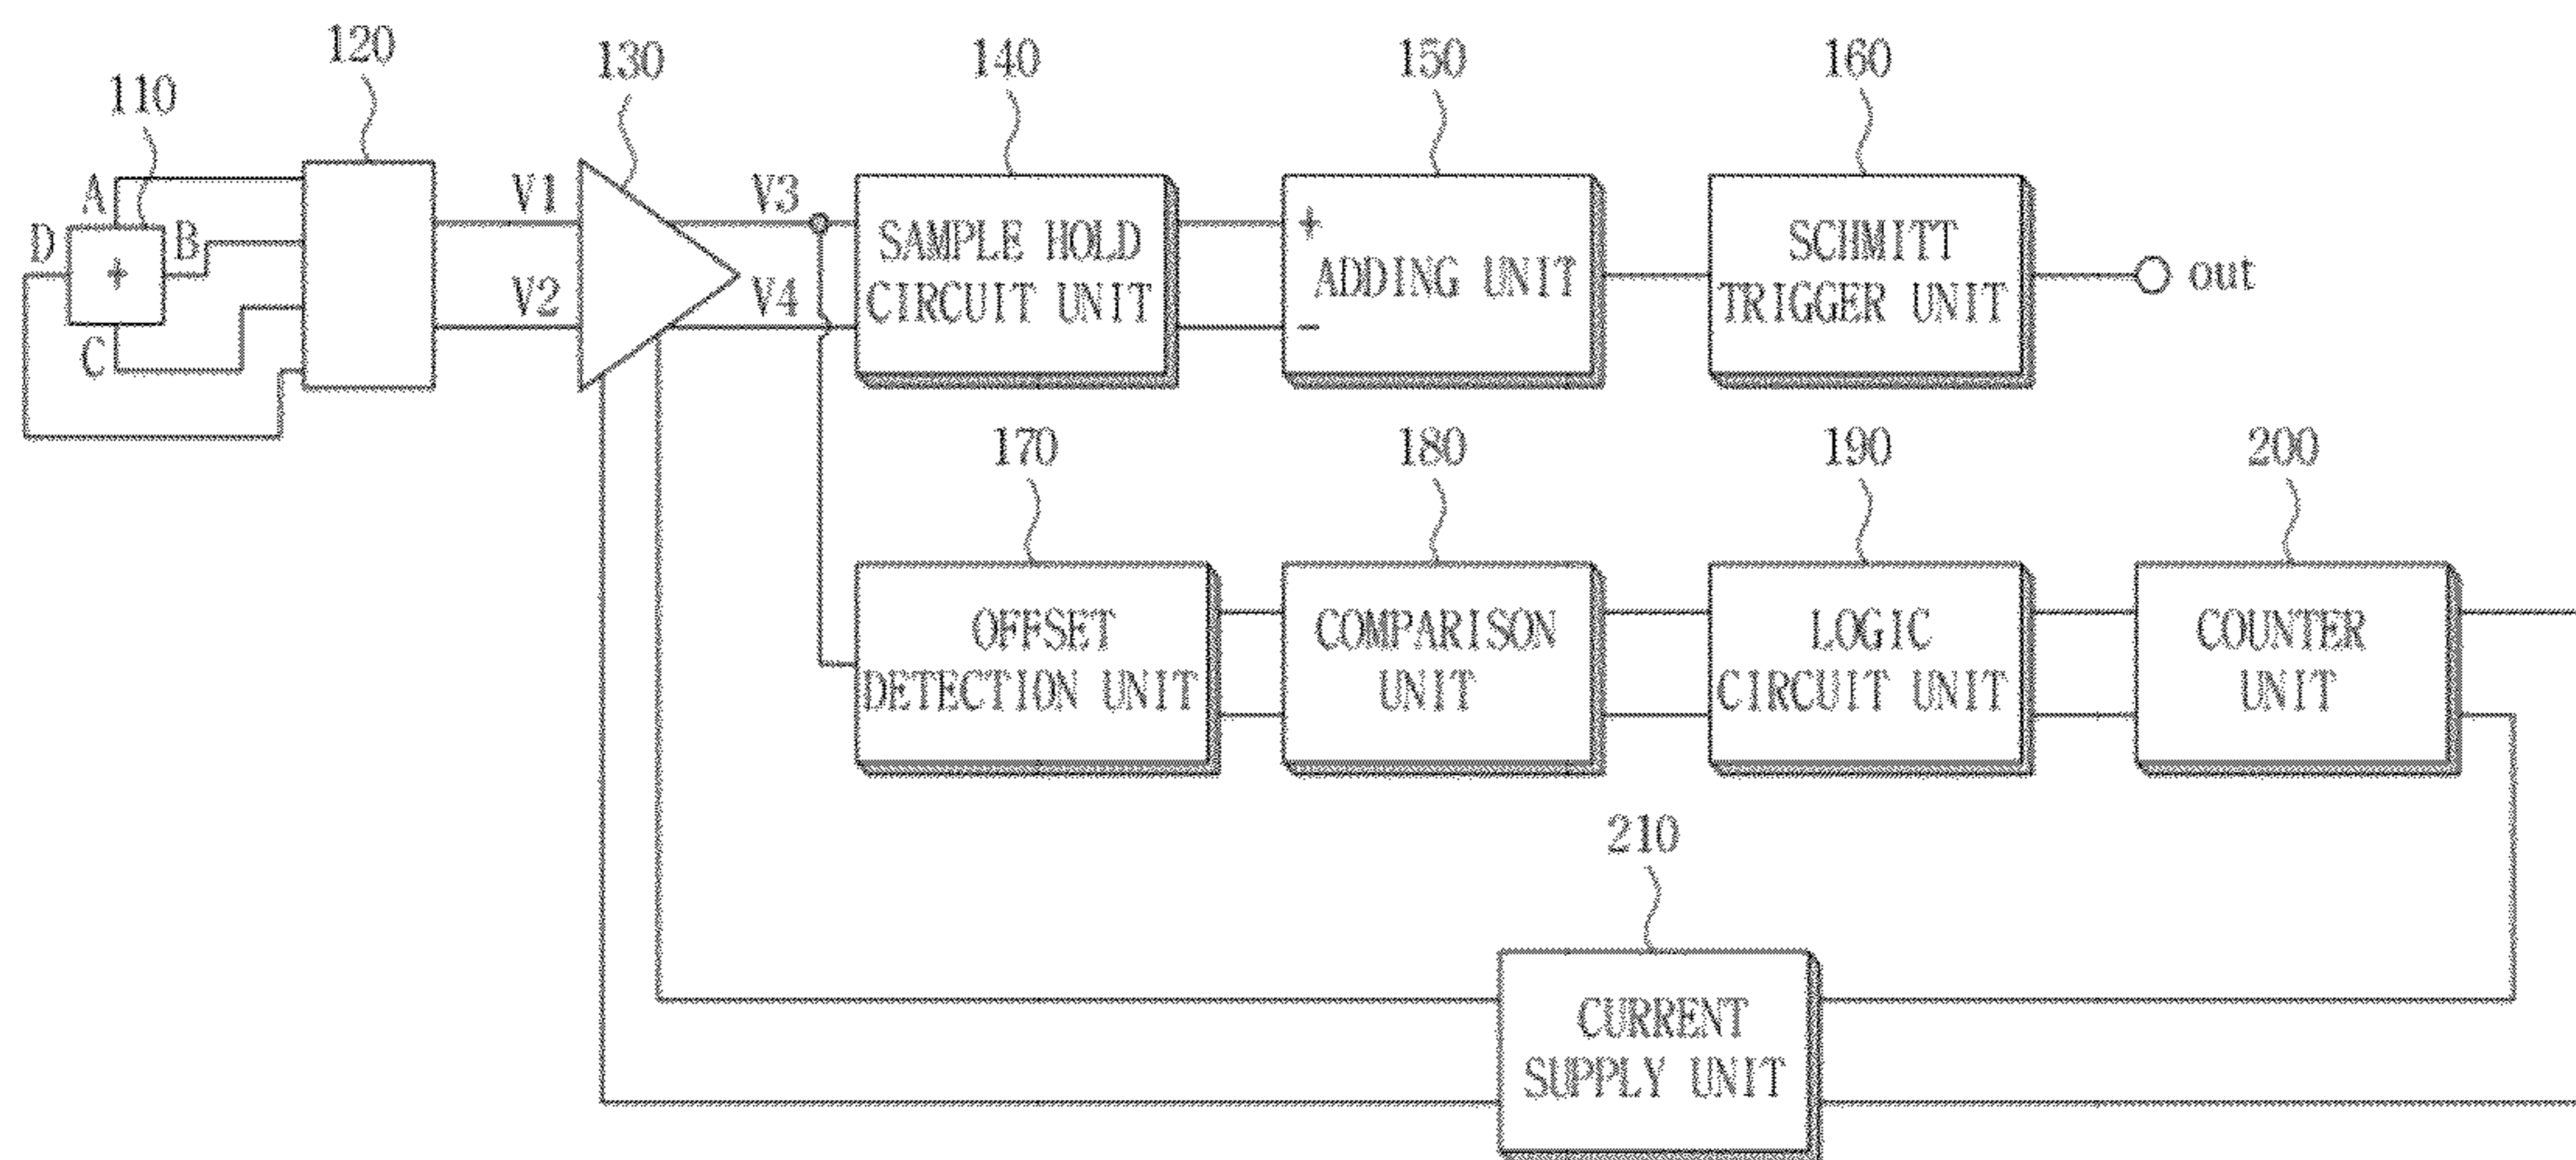 110
120
130
140
150
160
A
B
C
D
+
V1
V2
V3
V4
SAMPLE HOLD
CIRCUIT UNIT
+
ADDING UNIT
-
SCHMITT
TRIGGER UNIT
out
170
180
190
200
OFFSET
DETECTION UNIT
COMPARISON
UNIT
LOGIC
CIRCUIT UNIT
COUNTER
UNIT
210
CURRENT
SUPPLY UNIT